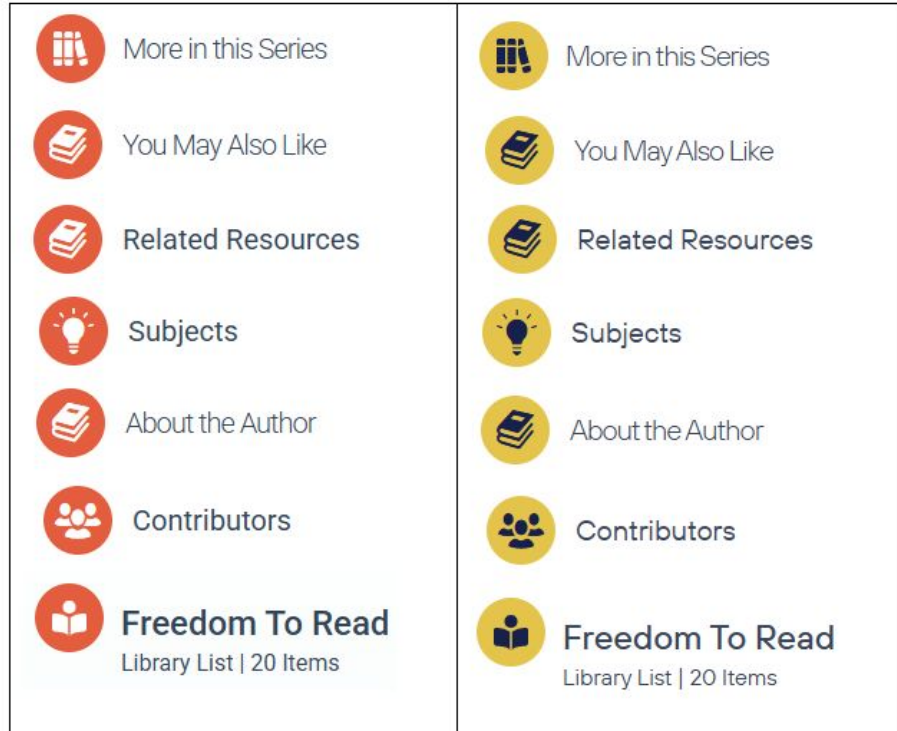 More in this Series
You May Also Like
Related Resources
Subjects
About the Author
Contributors
Freedom To Read
Library List | 20 Items
More in this Series
You May Also Like
Related Resources
Subjects
About the Author
Contributors
Freedom To Read
Library List | 20 Items